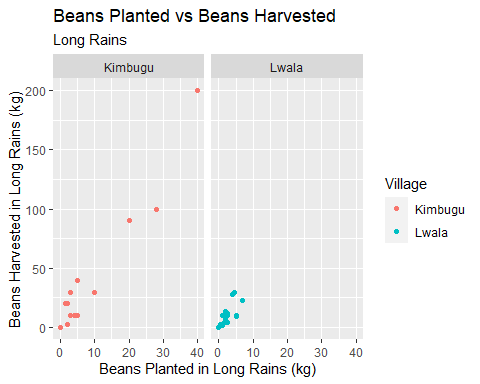 Beans Planted vs Beans Harvested
Long Rains
Kimbugu
Lwala
Beans Harvested in Long Rains (kg)
200
150
100
50
0
0 10 20 30 40
0 10 20 30 40
Beans Planted in Long Rains (kg)
Village
Kimbugu
Lwala